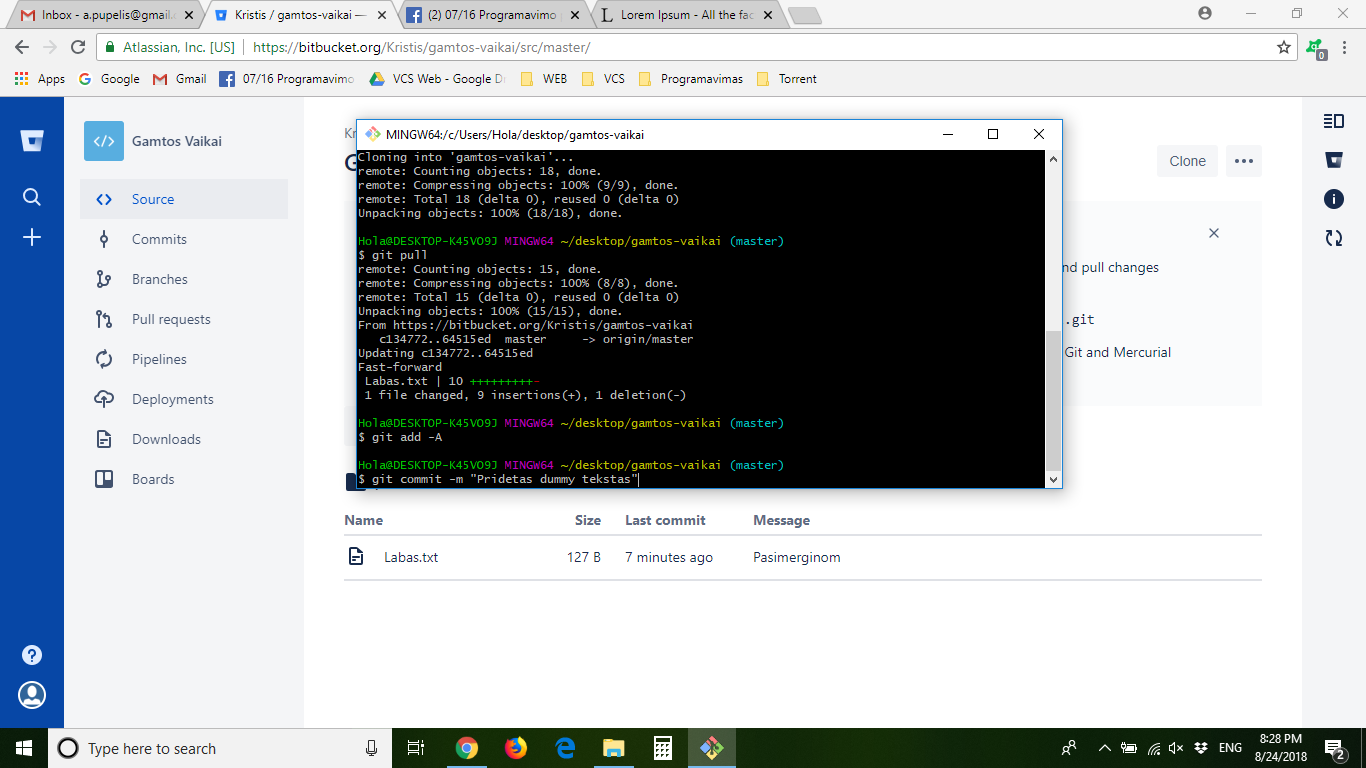 Inbox - a.pupelis@gmail.c
Kristis / gamtos-vaikai —
(2) 07/16 Programavimo p
Lorem Ipsum - All the fac
Atlassian, Inc. [US] https://bitbucket.org/Kristis/gamtos-vaikai/src/master/
0
Apps Google Gmail 07/16 Programavimo VCS Web - Google Dr WEB VCS Programavimas Torrent
Gamtos Vaikai
Source
Commits
Branches
Pull requests
Pipelines
Deployments
Downloads
Boards
Kr
G
Clone
nd pull changes
.git
Git and Mercurial
MINGW64:/c/Users/Hola/desktop/gamtos-vaikai
Cloning into 'gamtos-vaikai'...
remote: Counting objects: 18, done.
remote: Compressing objects: 100% (9/9), done.
remote: Total 18 (delta 0), reused 0 (delta 0)
Unpacking objects: 100% (18/18), done.
Hola@DESKTOP-K45VO9J MINGW64 ~/desktop/gamtos-vaikai (master)
$ git pull
remote: Counting objects: 15, done.
remote: Compressing objects: 100% (8/8), done.
remote: Total 15 (delta 0), reused 0 (delta 0)
Unpacking objects: 100% (15/15), done.
From https://bitbucket.org/Kristis/gamtos-vaikai
c134772..64515ed master -> origin/master
Updating c134772..64515ed
Fast-forward
Labas.txt | 10 +++++++++-
1 file changed, 9 insertions(+), 1 deletion(-)
Hola@DESKTOP-K45VO9J MINGW64 ~/desktop/gamtos-vaikai (master)
$ git add -A
Hola@DESKTOP-K45VO9J MINGW64 ~/desktop/gamtos-vaikai (master)
$ git commit -m "Pridetas dummy tekstas"
Name Size Last commit Message
Labas.txt 127 B 7 minutes ago Pasimerginom
Type here to search
ENG
8:28 PM
8/24/2018
2